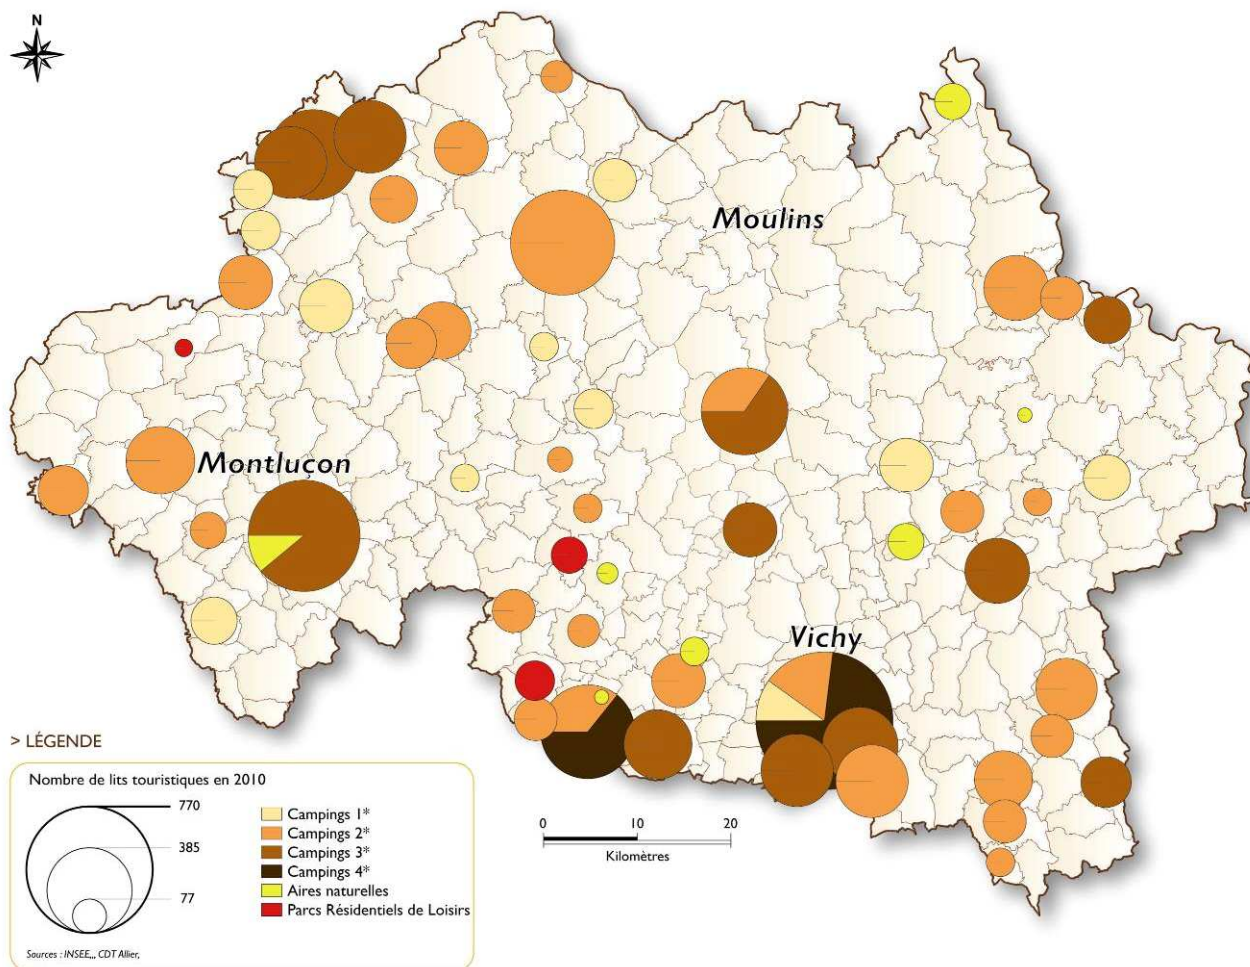 N
Moulins
Montluçon
Vichy
> LÉGENDE
Nombre de lits touristiques en 2010
770
385
77
Campings 1*
Campings 2*
Campings 3*
Campings 4*
Aires naturelles
Parcs Résidentiels de Loisirs
Sources : INSEE,,, CDT Allier,
0 10 20
Kilomètres